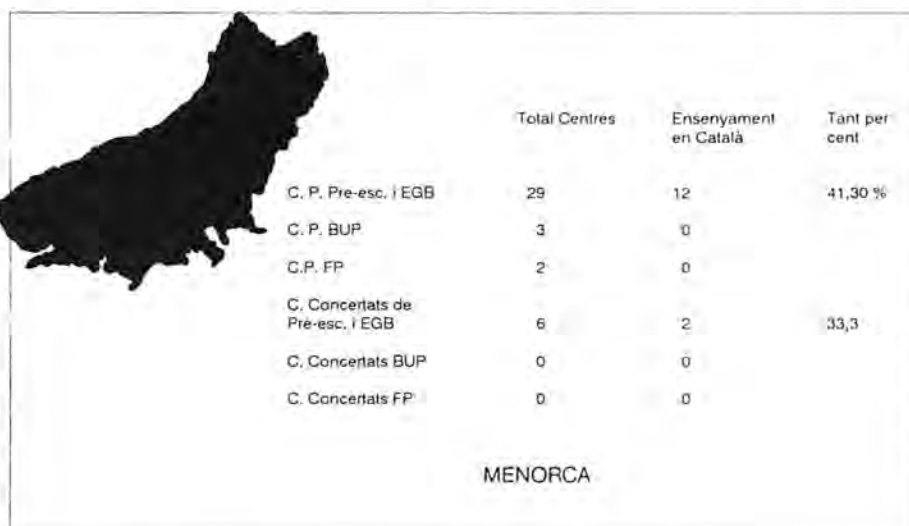 Total Centres Ensenyament en Català Tant per cent
C. P. Pre-esc. i EGB 29 12 41,30 %
C. P. BUP 3 0
C.P. FP 2 0
C. Concertats de
Pre-esc. i EGB 6 2 33,3
C. Concertats BUP 0 0
C. Concertats FP 0 0
MENORCA